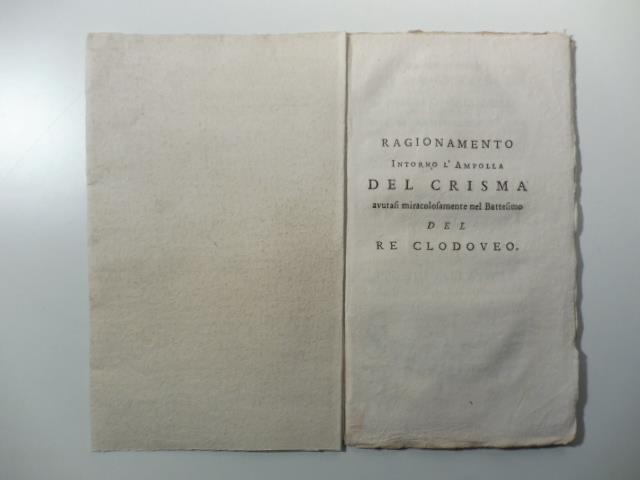 RAGIONAMENTO
INTORNO L' AMPOLLA
DEL CRISMA
avutaſi miracoloſamente nel Batteſimo
DEL
RE CLODOVEO.